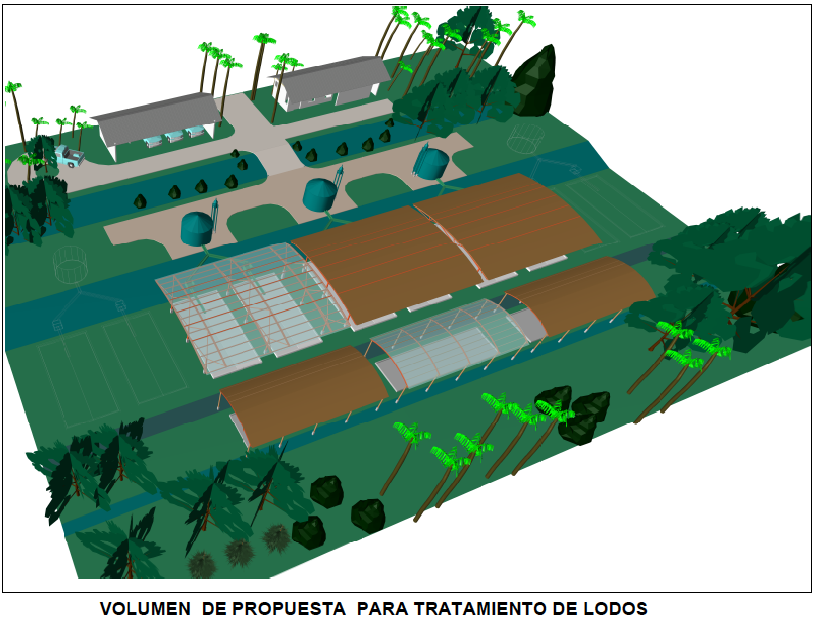 VOLUMEN DE PROPUESTA PARA TRATAMIENTO DE LODOS